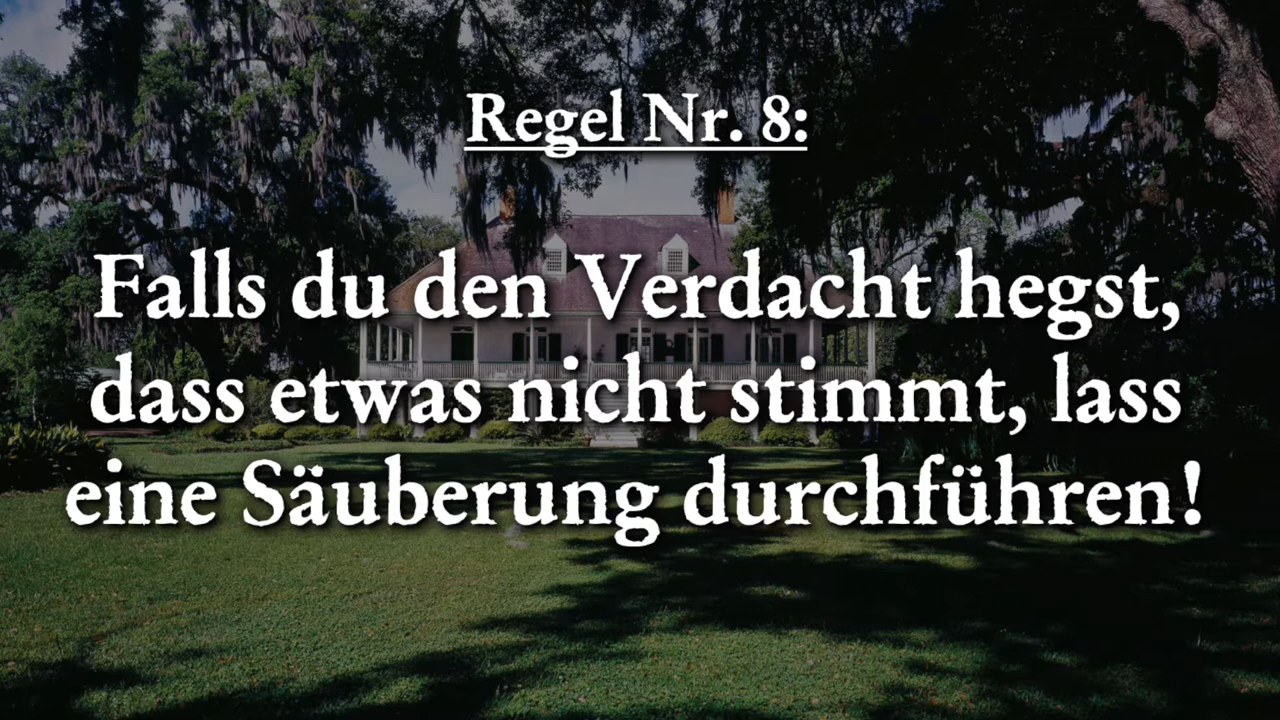 Regel Nr. 8:
Falls du den Verdacht hegst,
dass etwas nicht stimmt, lass
eine Säuberung durchführen!